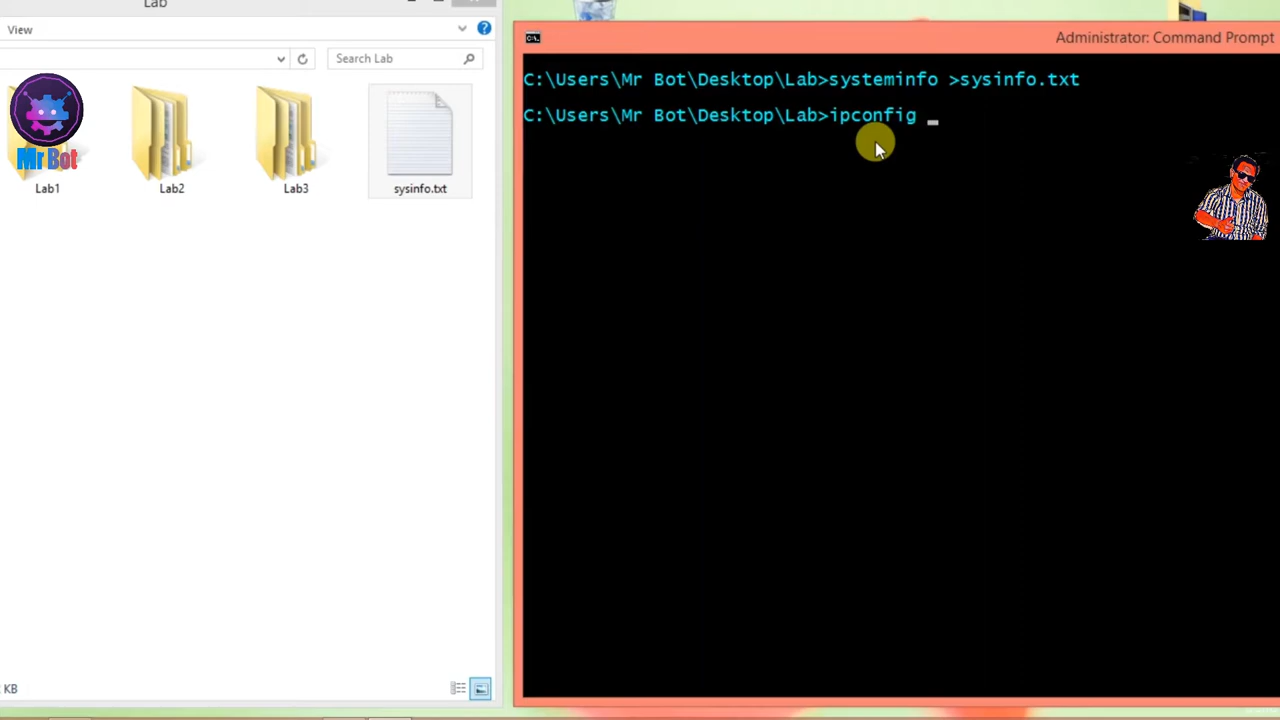 Lab
View
Search Lab
Mr Bot
Lab1
Lab2
Lab3
sysinfo.txt
KB
Administrator: Command Prompt
C:\Users\Mr Bot\Desktop\Lab>systeminfo >sysinfo.txt
C:\Users\Mr Bot\Desktop\Lab>ipconfig _